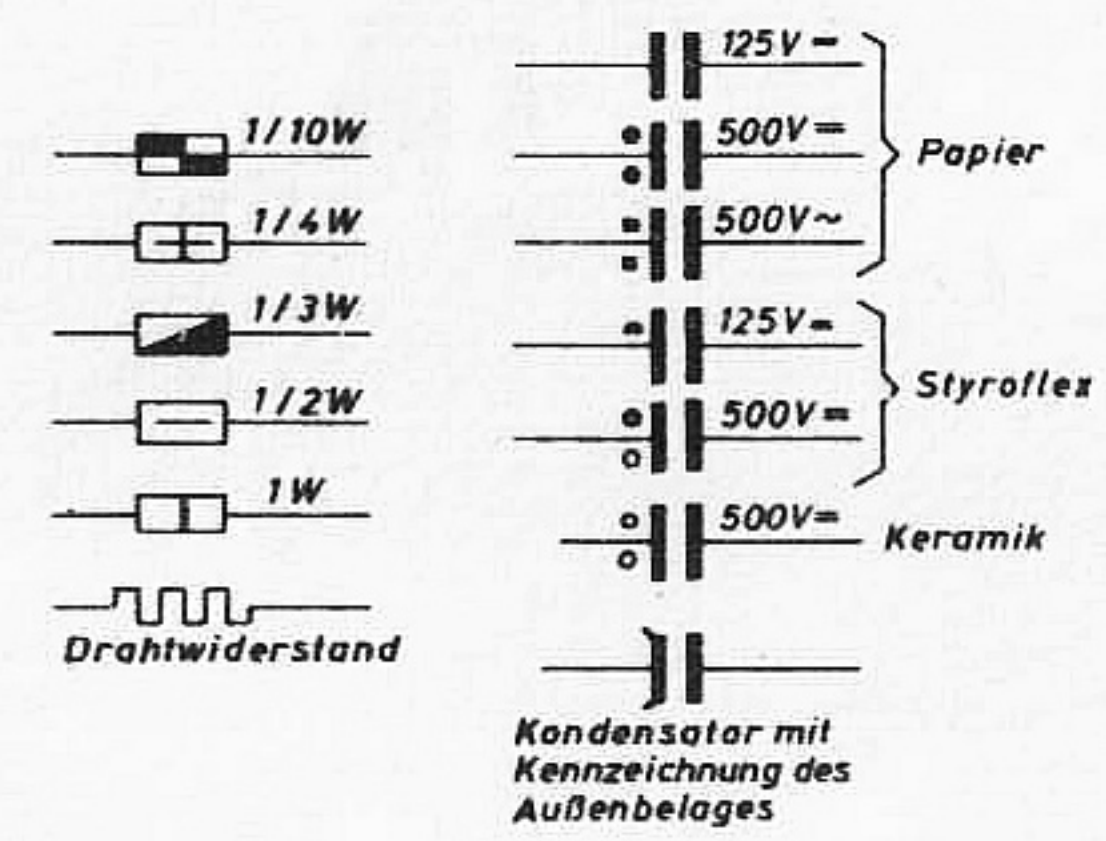 1/10W
1/4W
1/3W
1/2W
1W
Drahtwiderstand
125V=
500V=
500V~
Papier
125V=
500V=
Styroflex
500V=
Keramik
Kondensator mit
Kennzeichnung des
Außenbelages